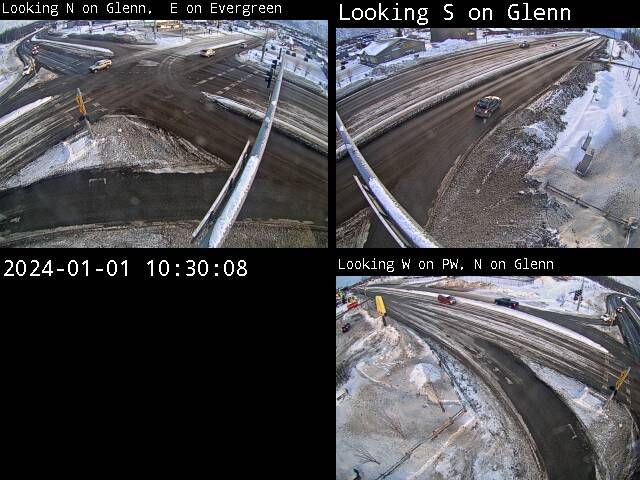 Looking N on Glenn,  E on Evergreen
Looking S on Glenn
2024-01-01 10:30:08
Looking W on PW, N on Glenn